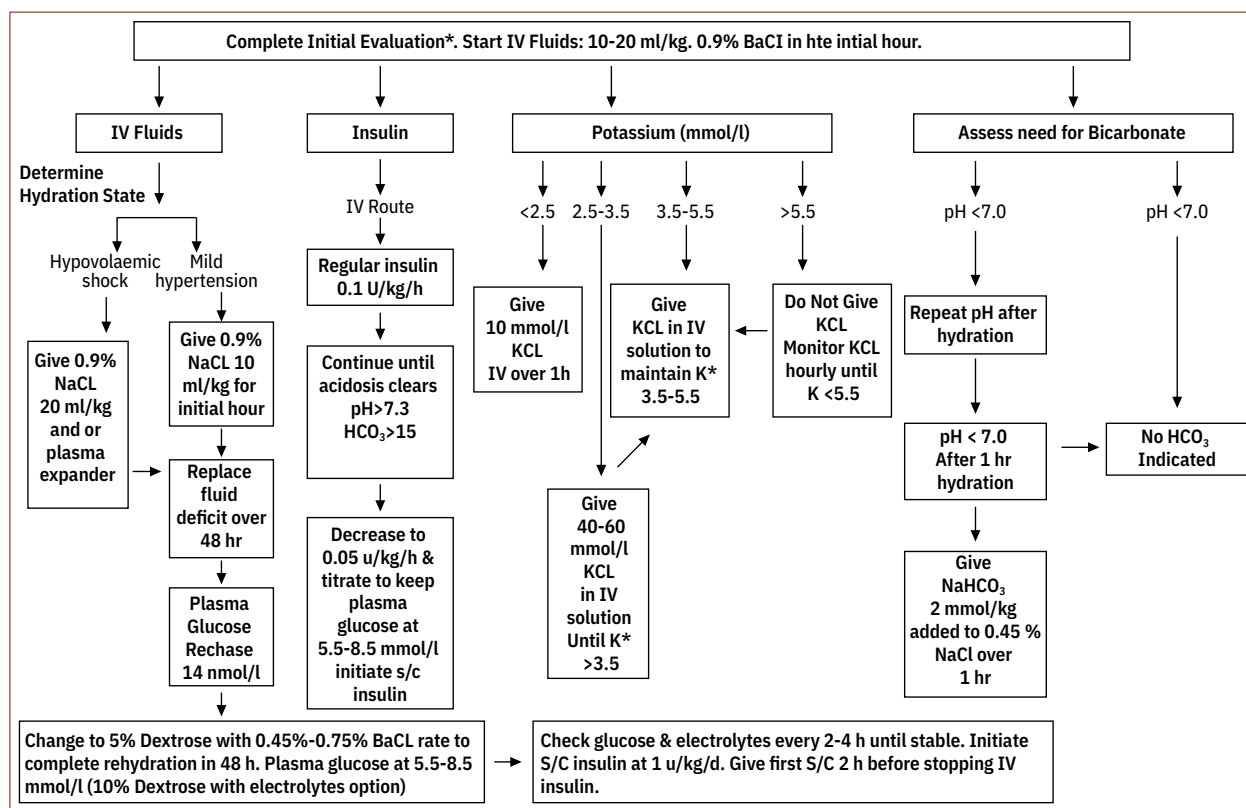 Complete Initial Evaluation*. Start IV Fluids: 10-20 ml/kg. 0.9% BaCI in hte intial hour.
IV Fluids
Determine
Hydration State
Hypovolaemic
shock
Mild
hypertension
Give 0.9%
NaCL
20 ml/kg
and or
plasma
expander
Give 0.9%
NaCL 10
ml/kg for
initial hour
Replace
fluid
deficit over
48 hr
Plasma
Glucose
Rechase
14 nmol/l
Insulin
IV Route
Regular insulin
0.1 U/kg/h
Continue until
acidosis clears
pH>7.3
HCO₃>15
Decrease to
0.05 u/kg/h &
titrate to keep
plasma
glucose at
5.5-8.5 mmol/l
initiate s/c
insulin
Potassium (mmol/l)
<2.5
2.5-3.5
3.5-5.5
>5.5
Give
10 mmol/l
KCL
IV over 1h
Give
KCL in IV
solution to
maintain K*
3.5-5.5
Do Not Give
KCL
Monitor KCL
hourly until
K <5.5
Give
40-60
mmol/l
KCL
in IV
solution
Until K*
>3.5
Assess need for Bicarbonate
pH <7.0
pH <7.0
Repeat pH after
hydration
pH < 7.0
After 1 hr
hydration
No HCO₃
Indicated
Give
NaHCO₃
2 mmol/kg
added to 0.45 %
NaCl over
1 hr
Change to 5% Dextrose with 0.45%-0.75% BaCL rate to
complete rehydration in 48 h. Plasma glucose at 5.5-8.5
mmol/l (10% Dextrose with electrolytes option)
Check glucose & electrolytes every 2-4 h until stable. Initiate
S/C insulin at 1 u/kg/d. Give first S/C 2 h before stopping IV
insulin.